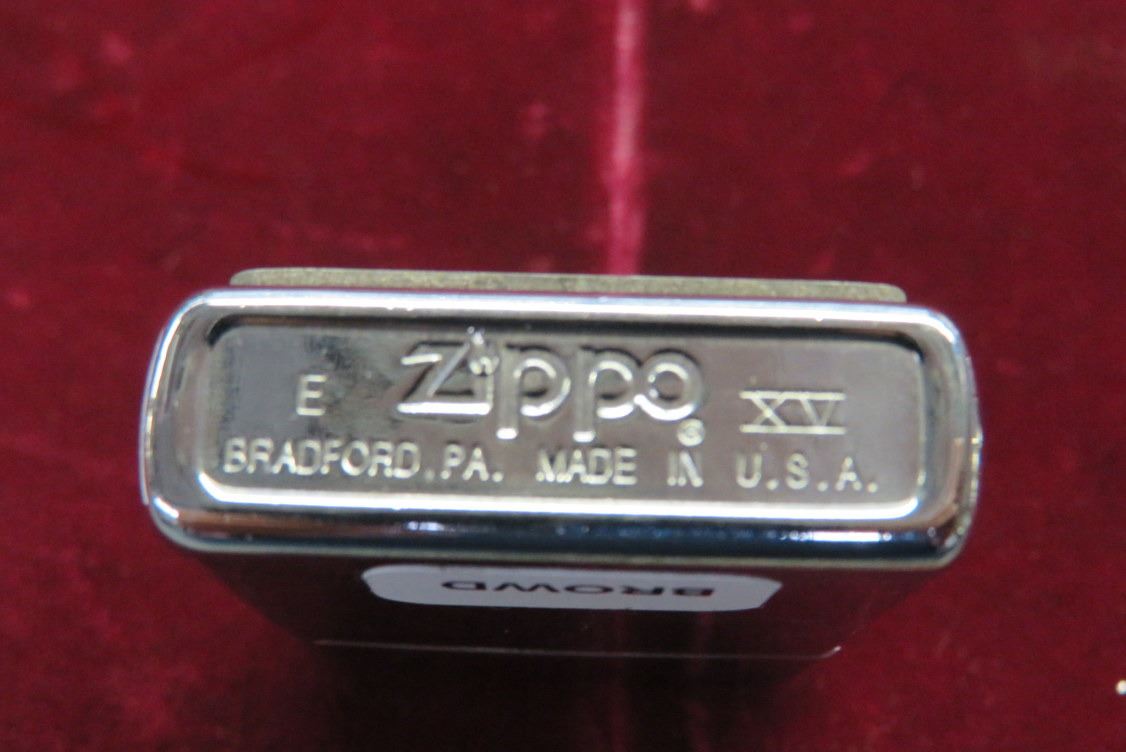 E Zippo® XV
BRADFORD,PA. MADE IN U.S.A.
BROWD